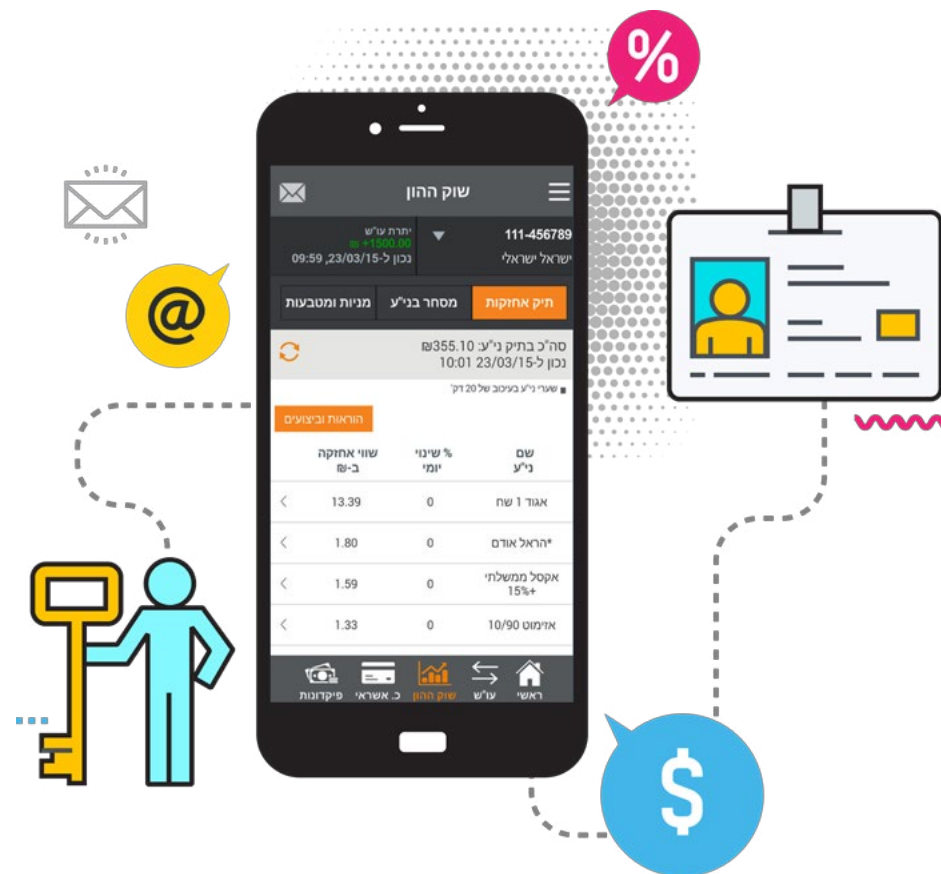 %
שוק ההון
111-456789
ישראל ישראלי
יתרת עו"ש
₪ +1500.00
נכון ל-23/03/15, 09:59
תיק אחזקות
מסחר בני"ע
מניות ומטבעות
סה"כ בתיק ני"ע: 355.10₪
נכון ל-23/03/15 10:01
שערי ני"ע בעיכוב של 20 דק'
הוראות וביצועים
שם ני"ע
% שינוי יומי
שווי אחזקה ב-₪
אגוד 1 שח 0 13.39
*הראל אודם 0 1.80
אקסל ממשלתי 0 1.59
+15%
אזימוט 10/90 0 1.33
ראשי
עו"ש
שוק ההון
כ. אשראי
פיקדונות
@
$